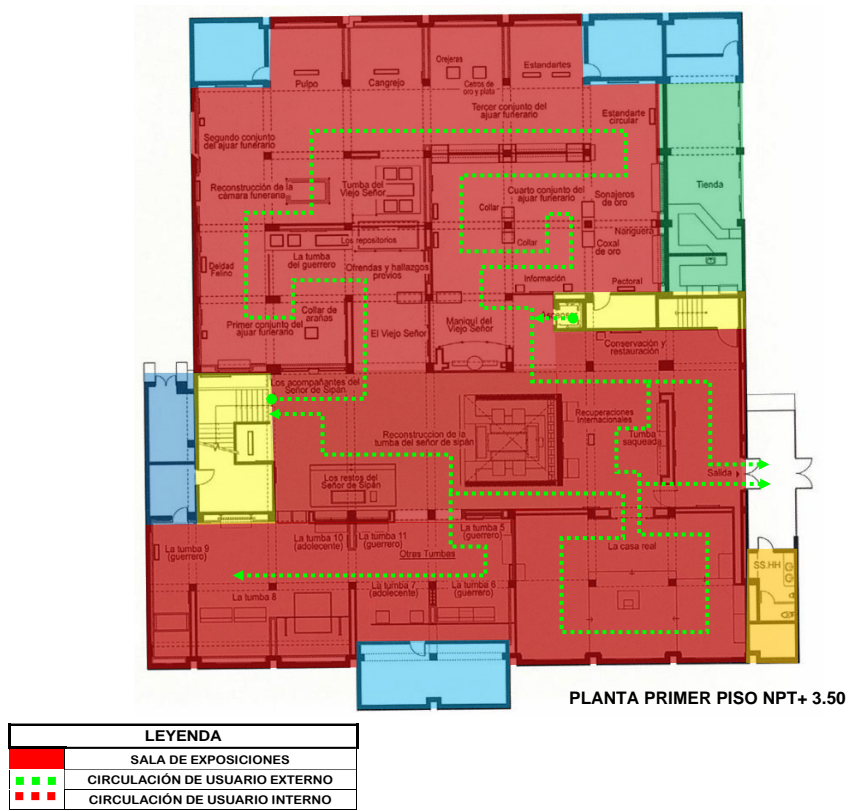 Pulpo
Cangrejo
Orejeras
Cetros de
oro y plata
Estandartes
Tercer conjunto del
ajuar funerario
Estandarte
circular
Segundo conjunto
del ajuar funerario
Reconstrucción de la
cámara funeraria
Tumba del
Viejo Señor
Cuarto conjunto del
ajuar funerario
Sonajeros
de oro
Tienda
Collar
Collar
Nariguera
Coxal
de oro
Los repositorios
La tumba
del guerrero
Ofrendas y hallazgos
previos
Deidad
Felino
Información
Pectoral
Collar de
arañas
Primer conjunto del
ajuar funerario
El Viejo Señor
Maniquí del
Viejo Señor
Conservación y
restauración
Los acompañantes del
Señor de Sipán
Reconstruccion de la
tumba del señor de sipán
Recuperaciones
Internacionales
Tumba
saqueada
Salida
Los restos del
Señor de Sipán
La tumba 9
(guerrero)
La tumba 10
(adolecente)
La tumba 11
(guerrero)
La tumba 5
(guerrero)
Otras Tumbas
La casa real
SS.HH
La tumba 8
La tumba 7
(adolecente)
La tumba 6
(guerrero)
PLANTA PRIMER PISO NPT+ 3.50
LEYENDA
SALA DE EXPOSICIONES
CIRCULACIÓN DE USUARIO EXTERNO
CIRCULACIÓN DE USUARIO INTERNO